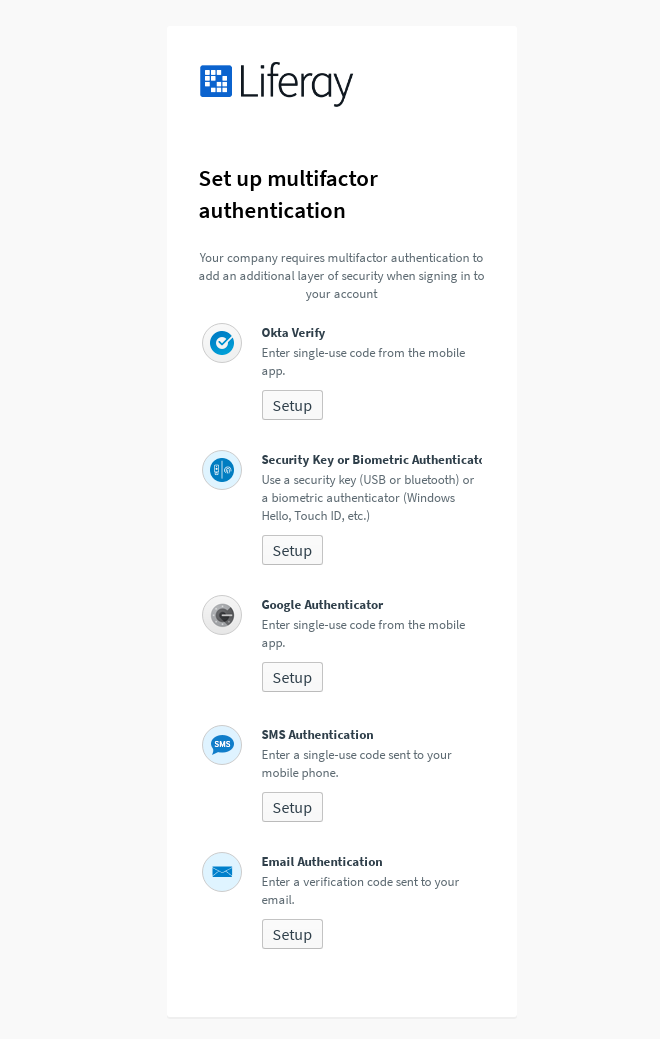 Liferay
Set up multifactor
authentication
Your company requires multifactor authentication to
add an additional layer of security when signing in to
your account
Okta Verify
Enter single-use code from the mobile
app.
Setup
Security Key or Biometric Authenticato
Use a security key (USB or bluetooth) or
a biometric authenticator (Windows
Hello, Touch ID, etc.)
Setup
Google Authenticator
Enter single-use code from the mobile
app.
Setup
SMS
SMS Authentication
Enter a single-use code sent to your
mobile phone.
Setup
Email Authentication
Enter a verification code sent to your
email.
Setup